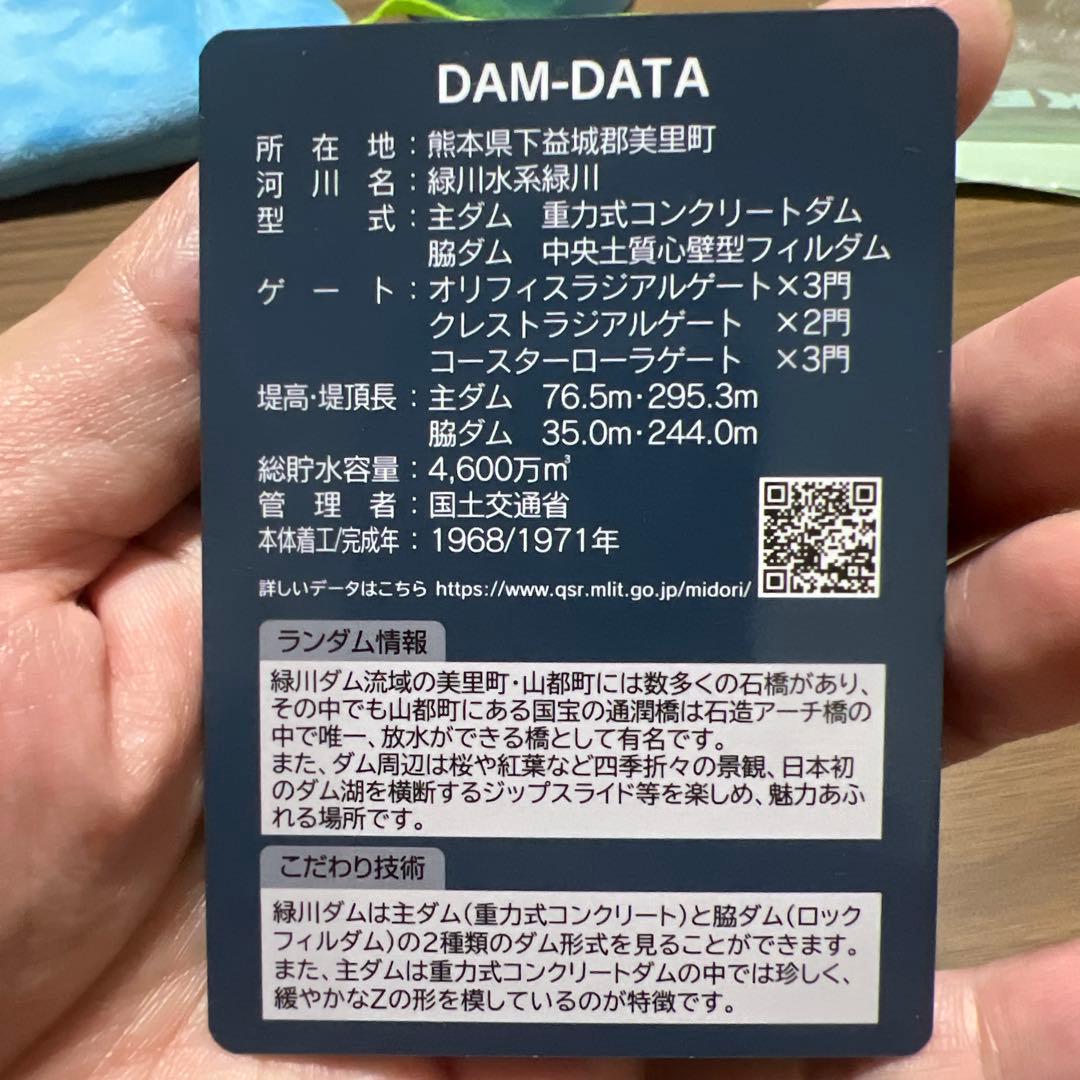 DAM-DATA
所在地：熊本県下益城郡美里町
河川名：緑川水系緑川
型式：主ダム 重力式コンクリートダム
脇ダム 中央土質心壁型フィルダム
ゲート：オリフィスラジアルゲート×3門
クレストラジアルゲート ×2門
コースターローラゲート ×3門
堤高・堤頂長：主ダム 76.5m・295.3m
脇ダム 35.0m・244.0m
総貯水容量：4,600万㎥
管理者：国土交通省
本体着工/完成年：1968/1971年
詳しいデータはこちら https://www.qsr.mlit.go.jp/midori/
ランダム情報
緑川ダム流域の美里町・山都町には数多くの石橋があり、
その中でも山都町にある国宝の通潤橋は石造アーチ橋の
中で唯一、放水ができる橋として有名です。
また、ダム周辺は桜や紅葉など四季折々の景観、日本初
のダム湖を横断するジップスライド等を楽しめ、魅力あふ
れる場所です。
こだわり技術
緑川ダムは主ダム(重力式コンクリート)と脇ダム(ロック
フィルダム)の2種類のダム形式を見ることができます。
また、主ダムは重力式コンクリートダムの中では珍しく、
緩やかなZの形を模しているのが特徴です。